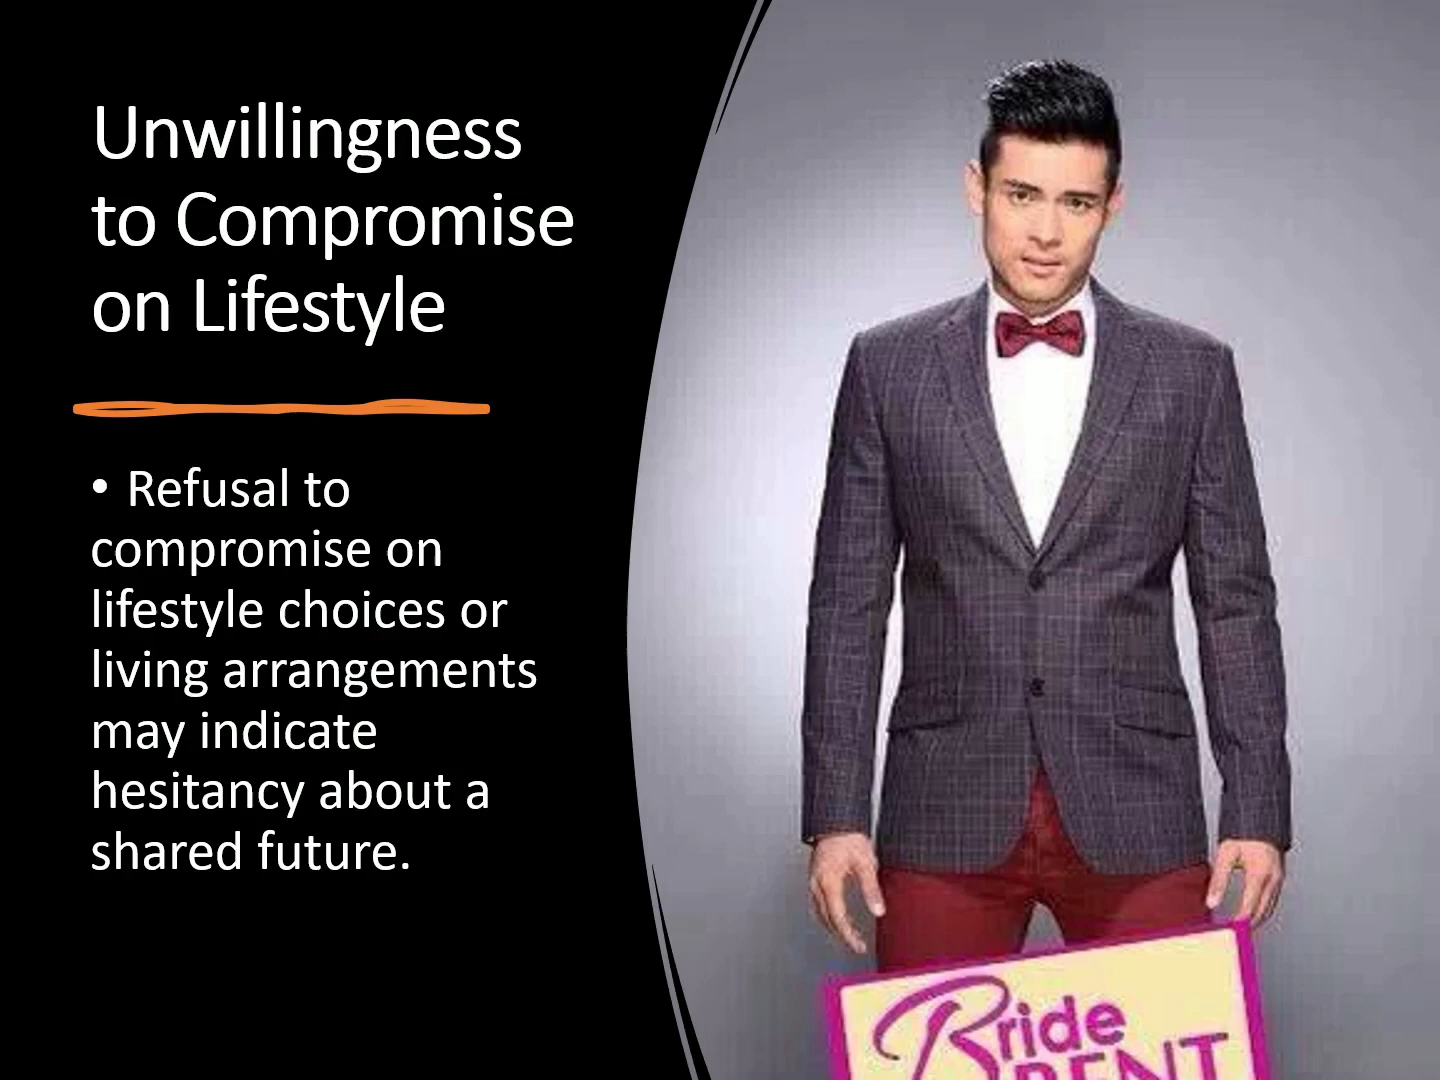 Unwillingness
to Compromise
on Lifestyle
• Refusal to
compromise on
lifestyle choices or
living arrangements
may indicate
hesitancy about a
shared future.
Bride
RENT